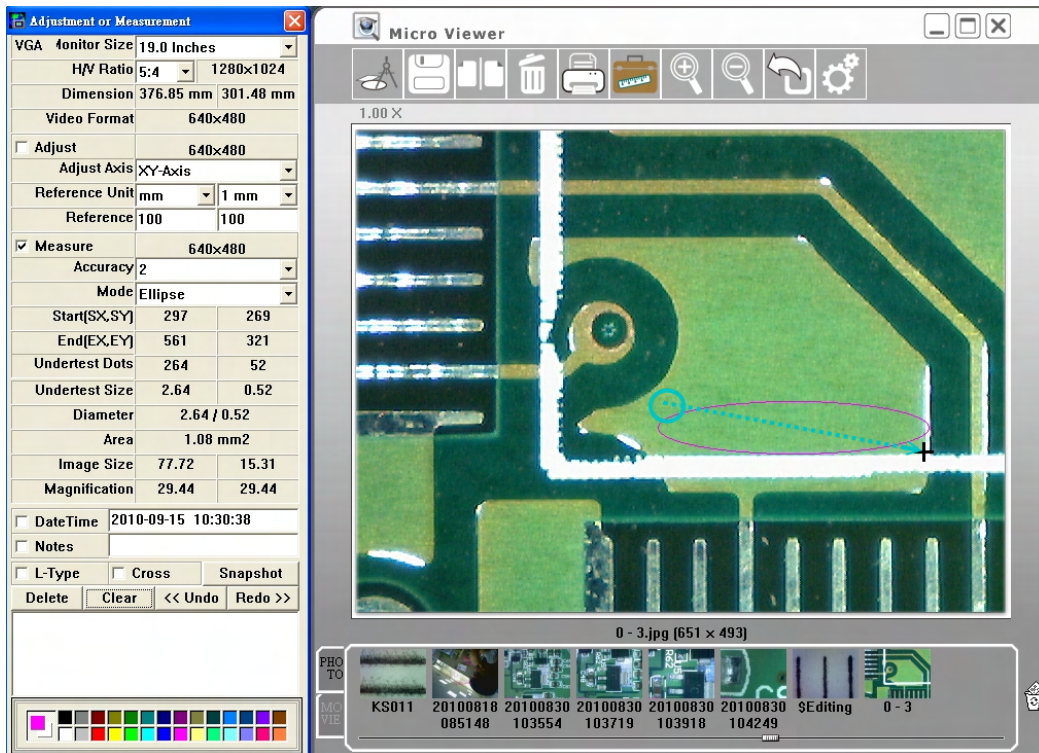 Adjustment or Measurement
VGA Monitor Size 19.0 Inches
H/V Ratio 5:4 1280x1024
Dimension 376.85 mm 301.48 mm
Video Format 640x480
Adjust 640x480
Adjust Axis XY-Axis
Reference Unit mm 1 mm
Reference 100 100
Measure 640x480
Accuracy 2
Mode Ellipse
Start(SX,SY) 297 269
End(EX,EY) 561 321
Undertest Dots 264 52
Undertest Size 2.64 0.52
Diameter 2.64 / 0.52
Area 1.08 mm2
Image Size 77.72 15.31
Magnification 29.44 29.44
DateTime 2010-09-15 10:30:38
Notes
L-Type Cross Snapshot
Delete Clear << Undo Redo >>
Micro Viewer
1.00 X
0 - 3.jpg (651 x 493)
PHO
TO
MO
VIE
R62
KS011 20100818 20100830 20100830 20100830 20100830 $Editing 0 - 3
085148 103554 103719 103918 104249